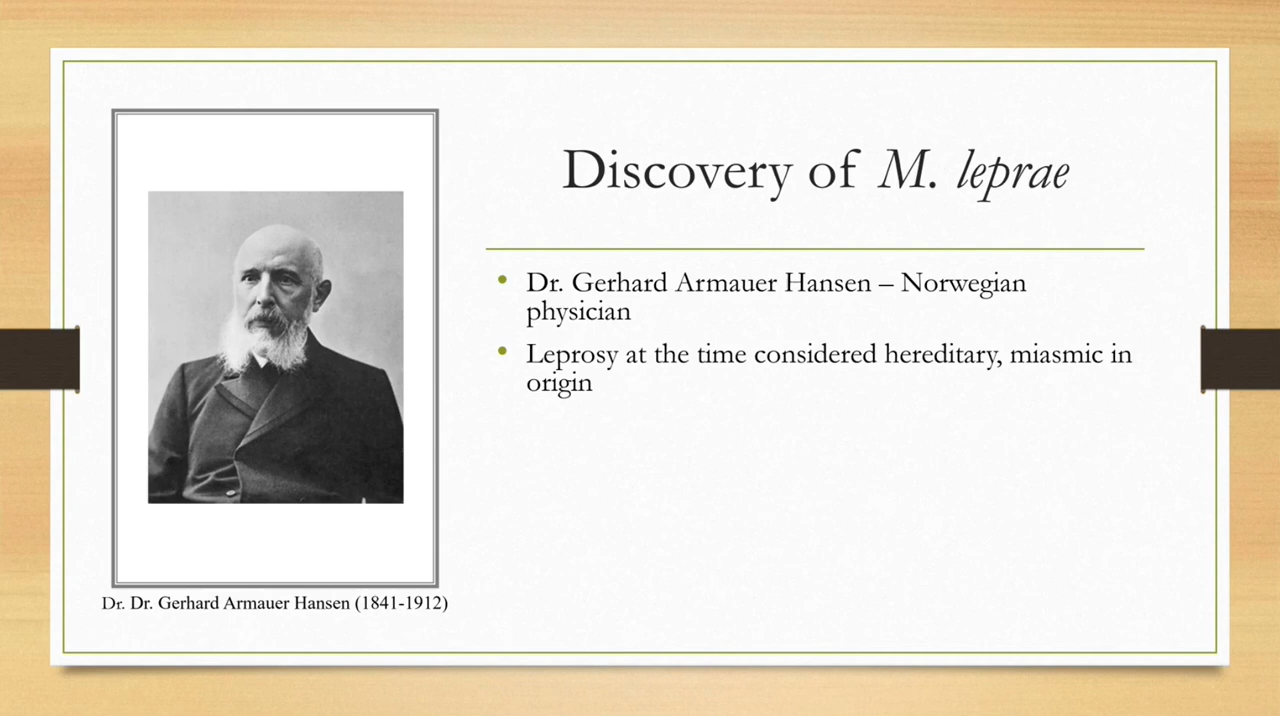 Discovery of M. leprae
• Dr. Gerhard Armauer Hansen – Norwegian
physician
• Leprosy at the time considered hereditary, miasmic in
origin
Dr. Dr. Gerhard Armauer Hansen (1841-1912)